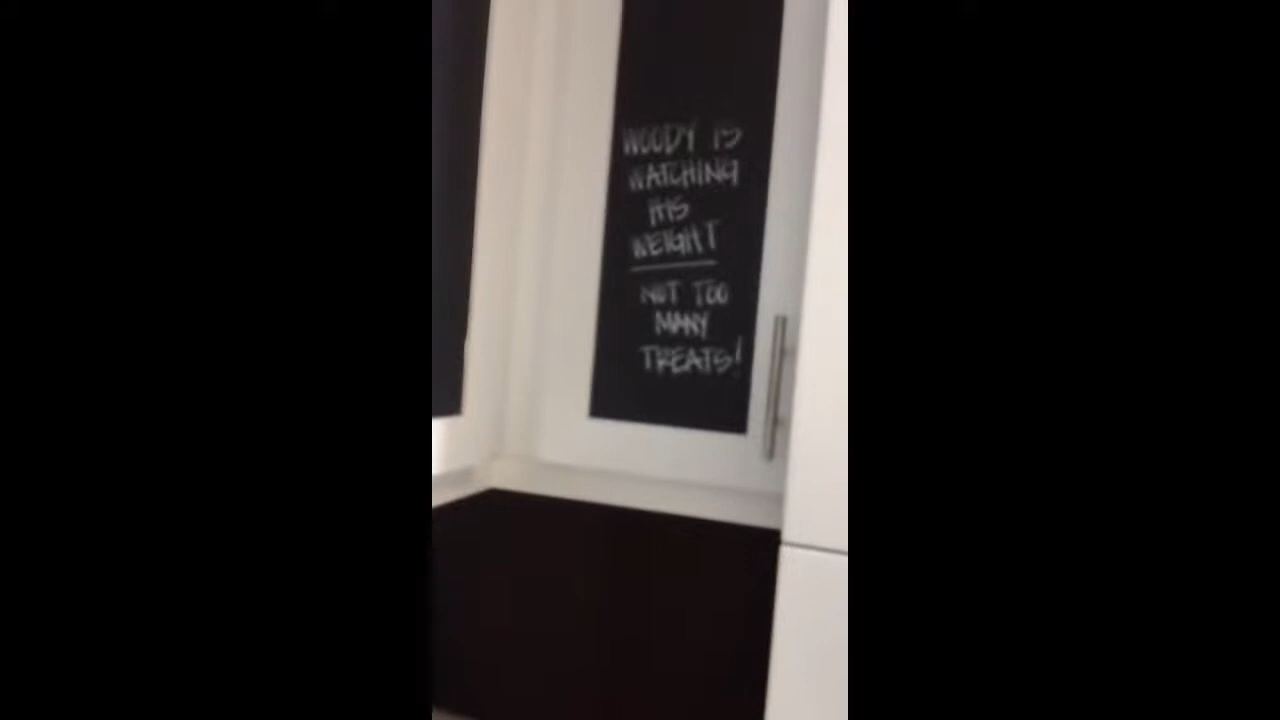 WOODY IS
WATCHING
HIS
WEIGHT
NOT TOO
MANY
TREATS!